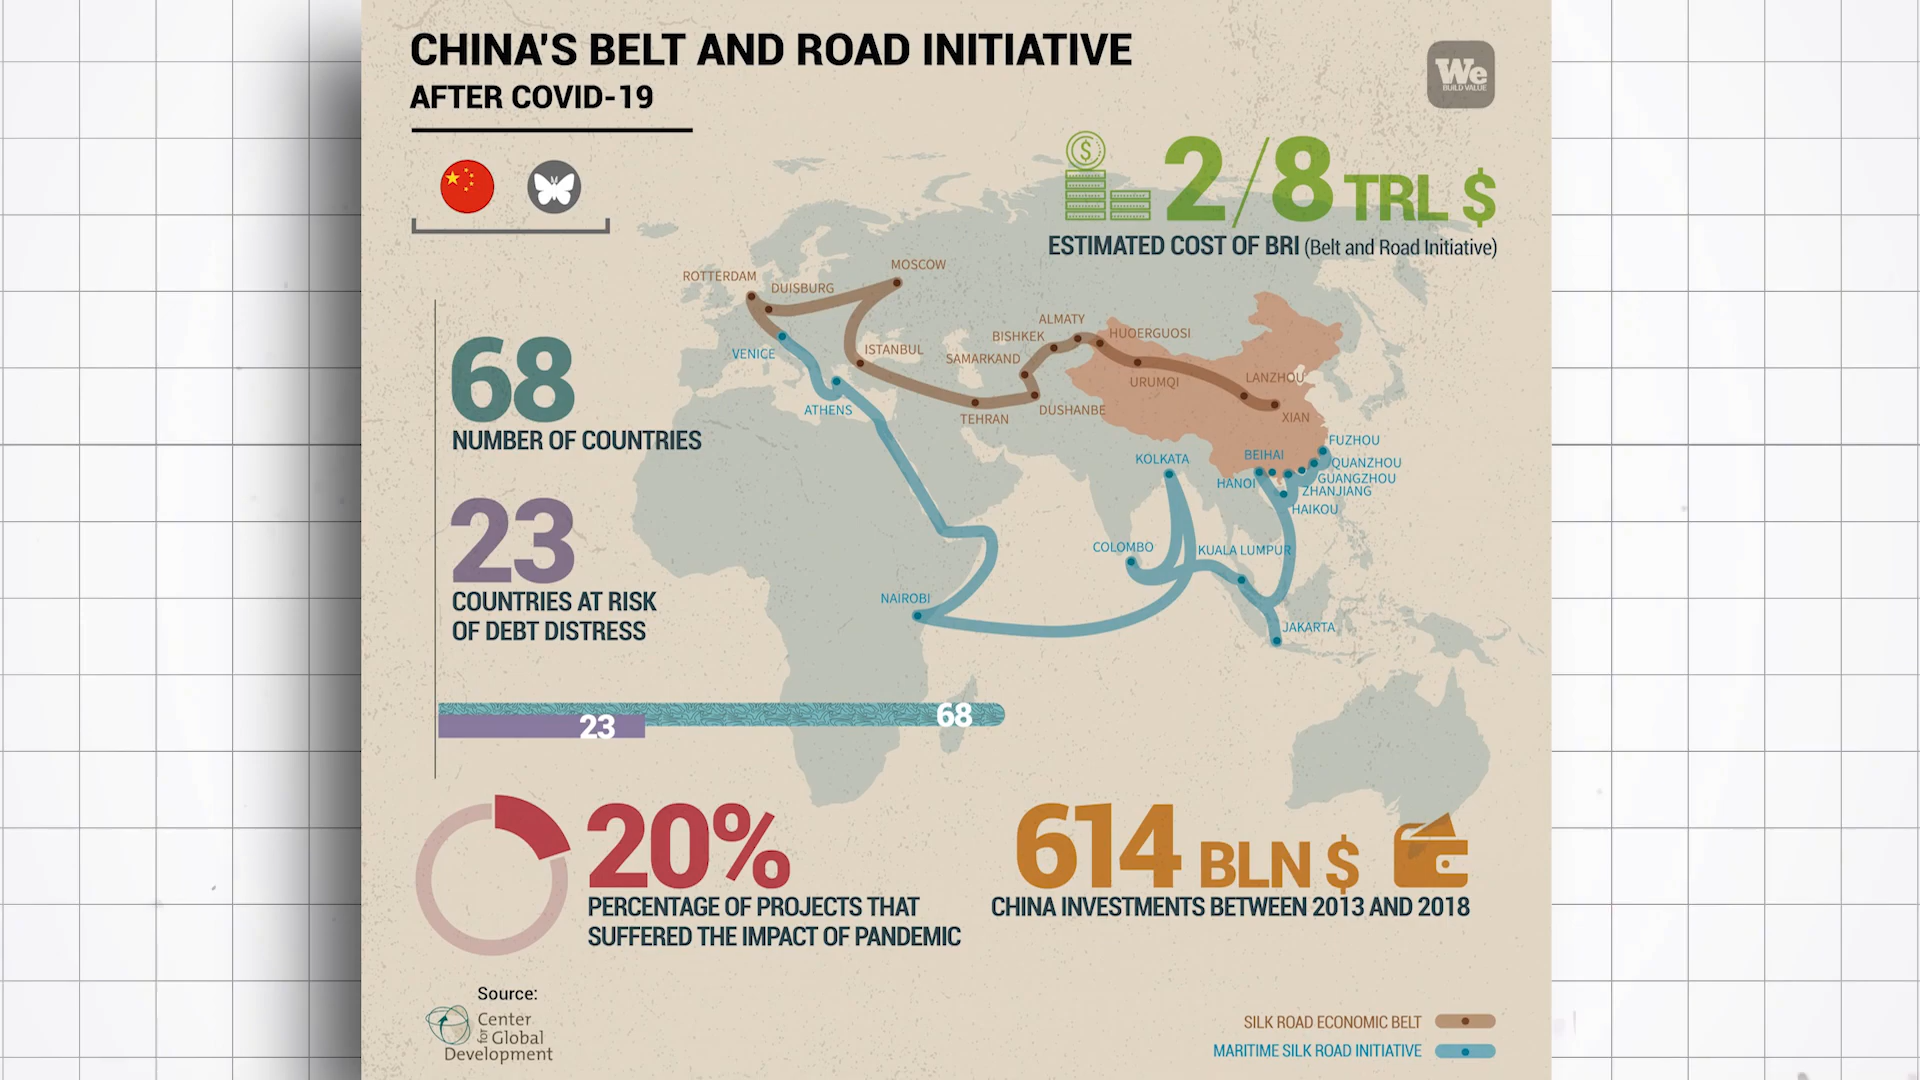 CHINA'S BELT AND ROAD INITIATIVE
AFTER COVID-19
We
BUILD VALUE
2/8 TRL $
ESTIMATED COST OF BRI (Belt and Road Initiative)
68
NUMBER OF COUNTRIES
23
COUNTRIES AT RISK
OF DEBT DISTRESS
ROTTERDAM
DUISBURG
MOSCOW
VENICE
ISTANBUL
ATHENS
TEHRAN
SAMARKAND
DUSHANBE
BISHKEK
ALMATY
HUOERGUOSI
URUMQI
LANZHOU
XIAN
FUZHOU
QUANZHOU
GUANGZHOU
ZHANJIANG
HAIKOU
BEIHAI
HANOI
KOLKATA
COLOMBO
KUALA LUMPUR
JAKARTA
NAIROBI
68
23
20%
PERCENTAGE OF PROJECTS THAT
SUFFERED THE IMPACT OF PANDEMIC
614 BLN $
CHINA INVESTMENTS BETWEEN 2013 AND 2018
Source:
Center
for Global
Development
SILK ROAD ECONOMIC BELT
MARITIME SILK ROAD INITIATIVE